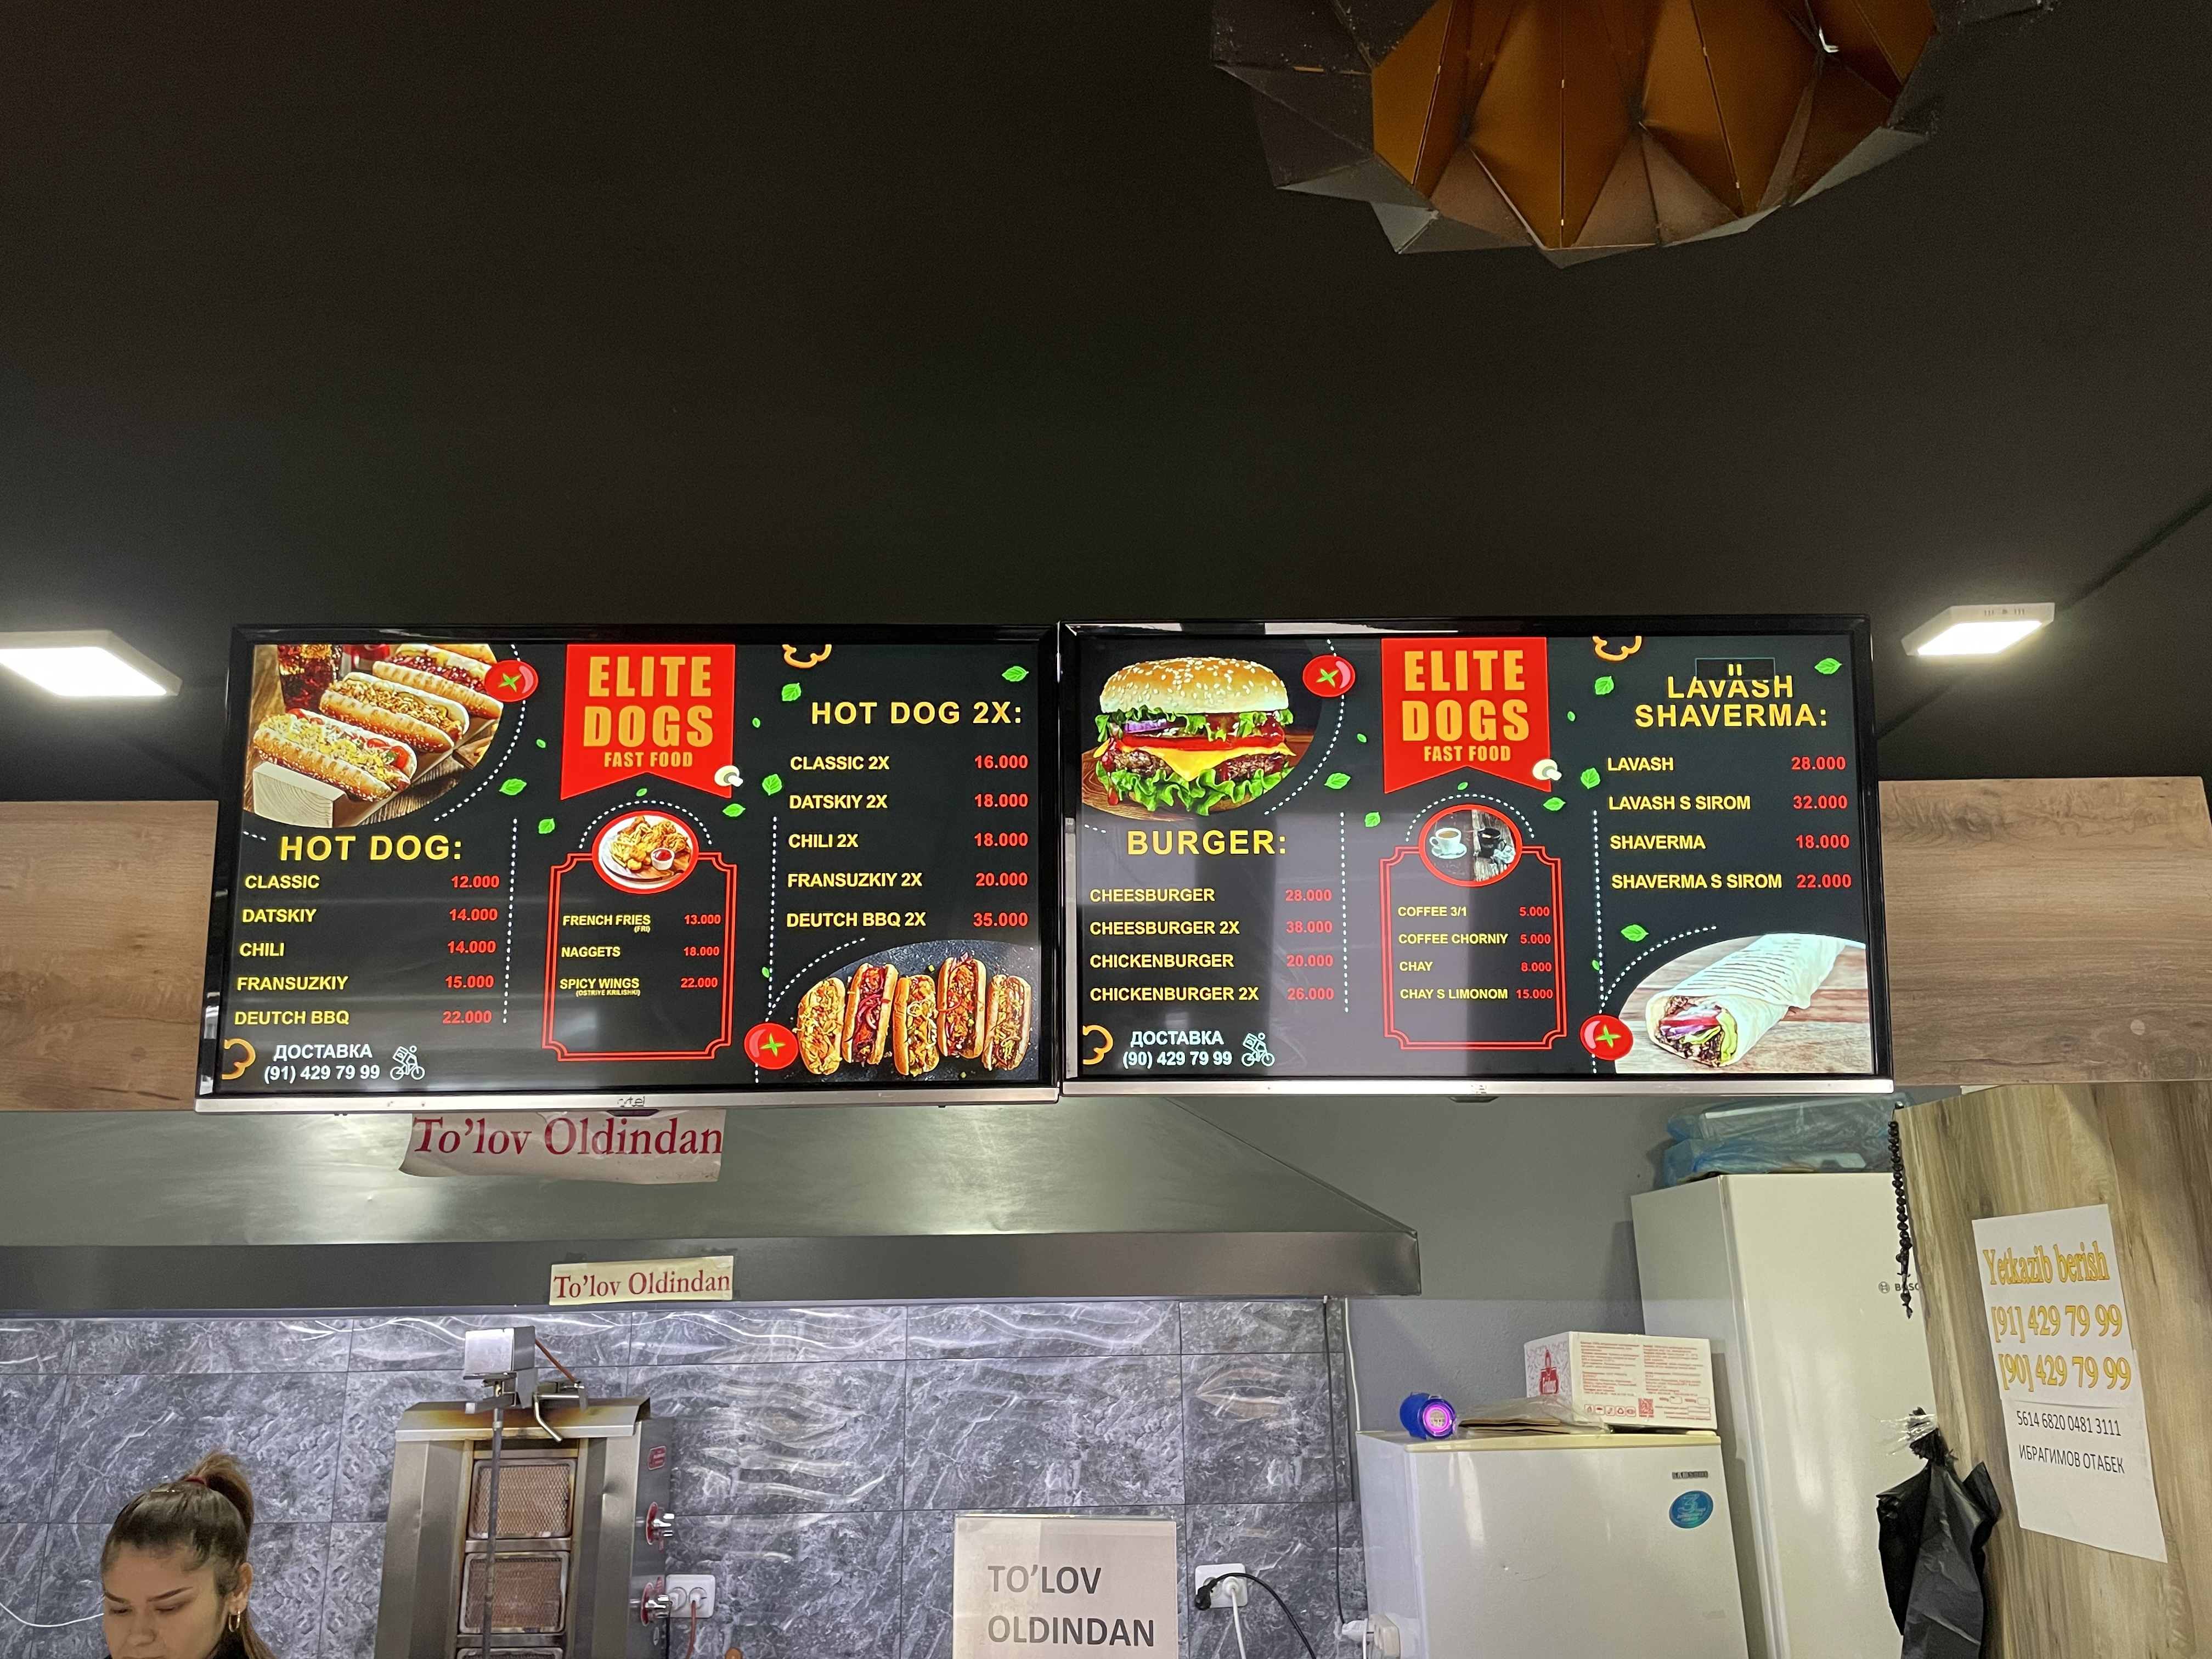 ELITE
DOGS
FAST FOOD
HOT DOG:
CLASSIC 12.000
DATSKIY 14.000
CHILI 14.000
FRANSUZKIY 15.000
DEUTCH BBQ 22.000
ДОСТАВКА
(91) 429 79 99
FRENCH FRIES 13.000
(FRI)
NAGGETS 18.000
SPICY WINGS 22.000
(OSTRIYE KRILISHKI)
HOT DOG 2X:
CLASSIC 2X 16.000
DATSKIY 2X 18.000
CHILI 2X 18.000
FRANSUZKIY 2X 20.000
DEUTCH BBQ 2X 35.000
ELITE
DOGS
FAST FOOD
BURGER:
CHEESBURGER 28.000
CHEESBURGER 2X 38.000
CHICKENBURGER 20.000
CHICKENBURGER 2X 26.000
ДОСТАВКА
(90) 429 79 99
COFFEE 3/1 5.000
COFFEE CHORNIY 5.000
CHAY 8.000
CHAY S LIMONOM 15.000
LAVASH
SHAVERMA:
LAVASH 28.000
LAVASH S SIROM 32.000
SHAVERMA 18.000
SHAVERMA S SIROM 22.000
To'lov Oldindan
To'lov Oldindan
TO'LOV
OLDINDAN
SAMSUNG
Yetkazib berish
[91] 429 79 99
[90] 429 79 99
5614 6820 0481 3111
ИБРАГИМОВ ОТАБЕК